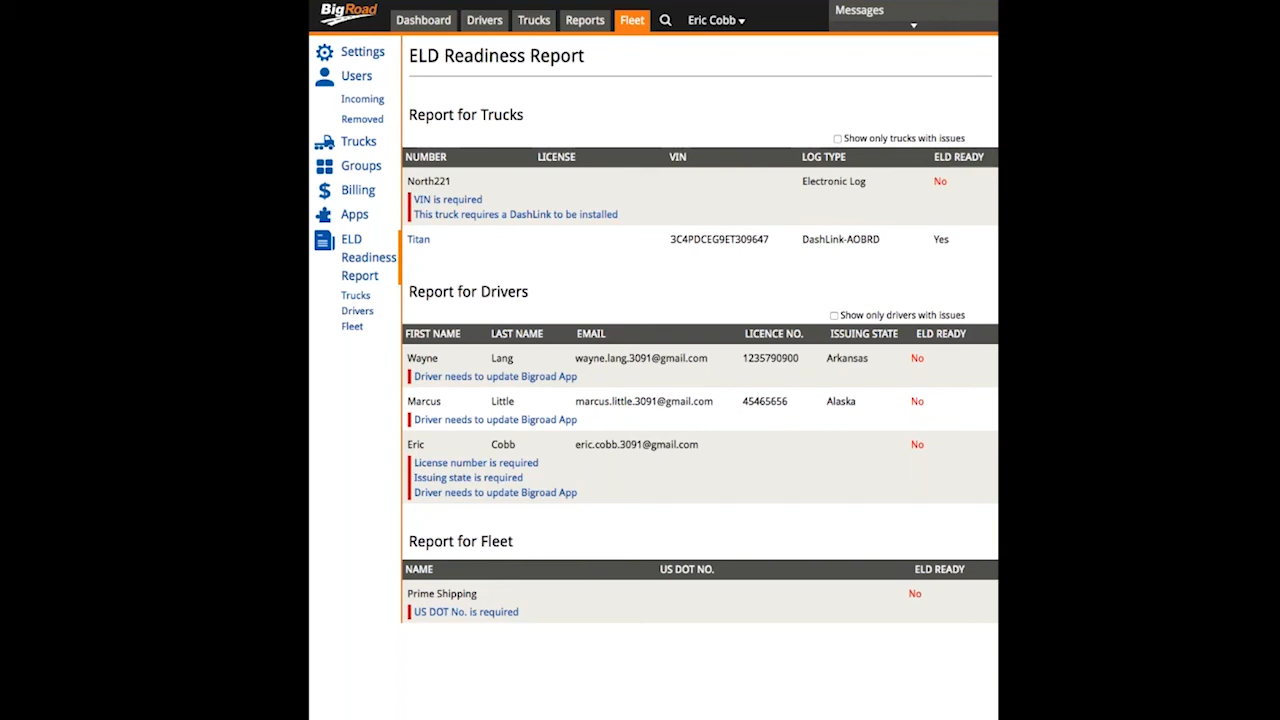 BigRoad
Dashboard Drivers Trucks Reports Fleet Eric Cobb Messages
Settings
Users
Incoming
Removed
Trucks
Groups
Billing
Apps
ELD
Readiness
Report
Trucks
Drivers
Fleet
ELD Readiness Report
Report for Trucks
Show only trucks with issues
NUMBER LICENSE VIN LOG TYPE ELD READY
North221 Electronic Log No
VIN is required
This truck requires a DashLink to be installed
Titan 3C4PDCEG9ET309647 DashLink-AOBRD Yes
Report for Drivers
Show only drivers with issues
FIRST NAME LAST NAME EMAIL LICENCE NO. ISSUING STATE ELD READY
Wayne Lang wayne.lang.3091@gmail.com 1235790900 Arkansas No
Driver needs to update Bigroad App
Marcus Little marcus.little.3091@gmail.com 45465656 Alaska No
Driver needs to update Bigroad App
Eric Cobb eric.cobb.3091@gmail.com No
License number is required
Issuing state is required
Driver needs to update Bigroad App
Report for Fleet
NAME US DOT NO. ELD READY
Prime Shipping No
US DOT No. is required